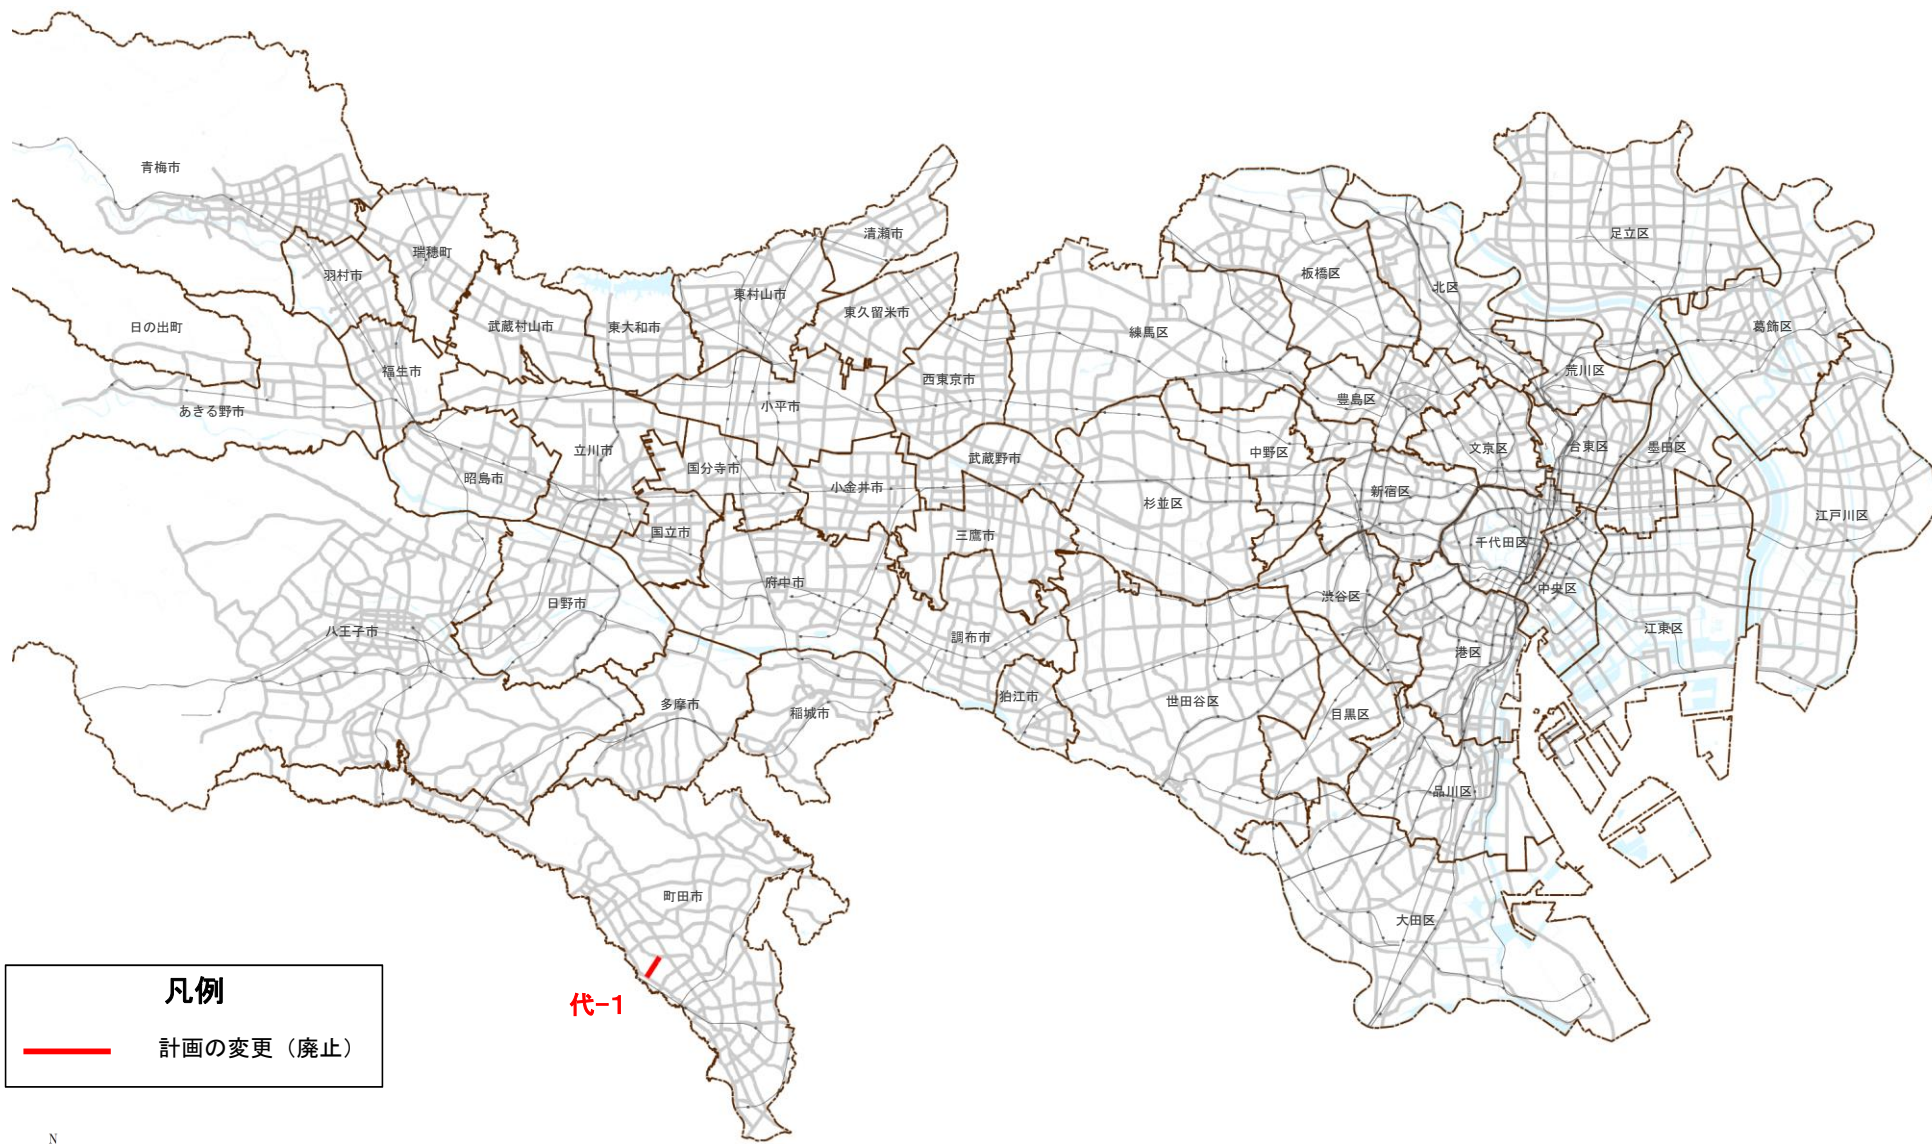 青梅市
瑞穂町
羽村市
清瀬市
足立区
板橋区
北区
東村山市
東久留米市
日の出町
武蔵村山市
東大和市
練馬区
葛飾区
福生市
西東京市
荒川区
あきる野市
小平市
豊島区
立川市
国分寺市
武蔵野市
中野区
文京区
台東区
墨田区
昭島市
小金井市
杉並区
新宿区
国立市
三鷹市
千代田区
江戸川区
府中市
日野市
渋谷区
中央区
八王子市
調布市
江東区
港区
多摩市
稲城市
狛江市
世田谷区
目黒区
品川区
町田市
大田区
代-1
凡例
計画の変更（廃止）
N